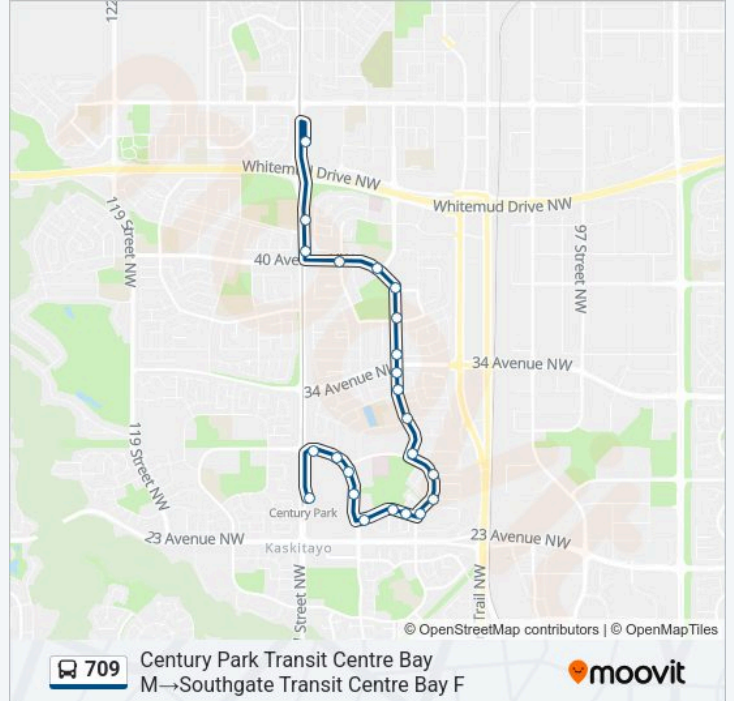 122
Whitemud Drive NW
Whitemud Drive NW
119 Street NW
97 Street NW
40 Ave
34 Avenue NW
34 Avenue N
119 Street NW
Century Park
23 Avenue NW
23 Avenue NW
Kaskitayo
Street NW
Trail NW
© OpenStreetMap contributors | © OpenMapTiles
709
Century Park Transit Centre Bay
M→Southgate Transit Centre Bay F
moovit